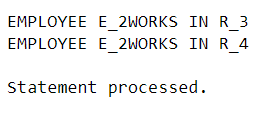 EMPLOYEE E_2WORKS IN R_3
EMPLOYEE E_2WORKS IN R_4
Statement processed.